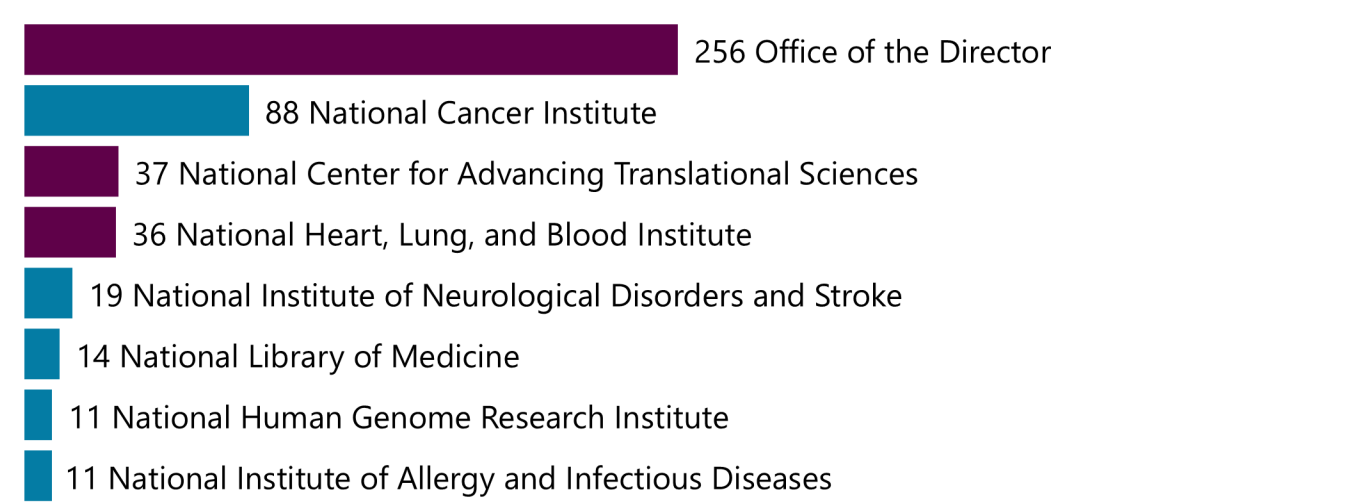 256 Office of the Director
88 National Cancer Institute
37 National Center for Advancing Translational Sciences
36 National Heart, Lung, and Blood Institute
19 National Institute of Neurological Disorders and Stroke
14 National Library of Medicine
11 National Human Genome Research Institute
11 National Institute of Allergy and Infectious Diseases